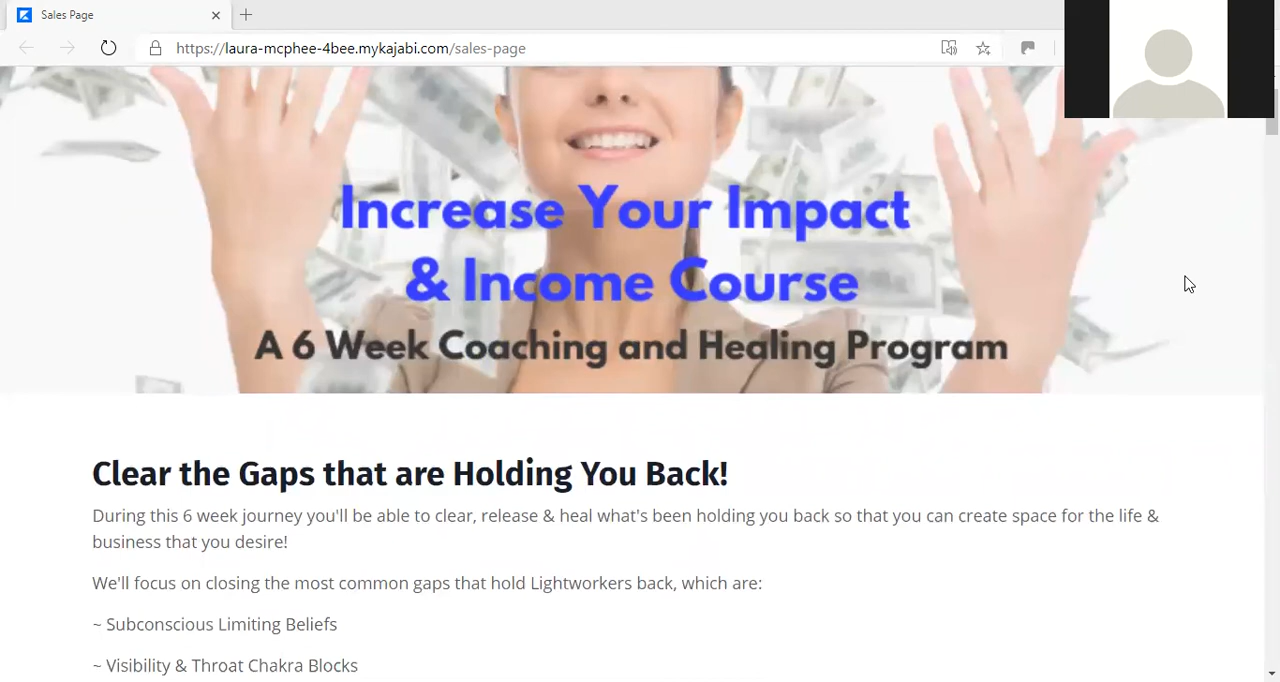 Sales Page
https://laura-mcphee-4bee.mykajabi.com/sales-page
Increase Your Impact
& Income Course
A 6 Week Coaching and Healing Program
Clear the Gaps that are Holding You Back!
During this 6 week journey you'll be able to clear, release & heal what's been holding you back so that you can create space for the life &
business that you desire!
We'll focus on closing the most common gaps that hold Lightworkers back, which are:
~ Subconscious Limiting Beliefs
~ Visibility & Throat Chakra Blocks